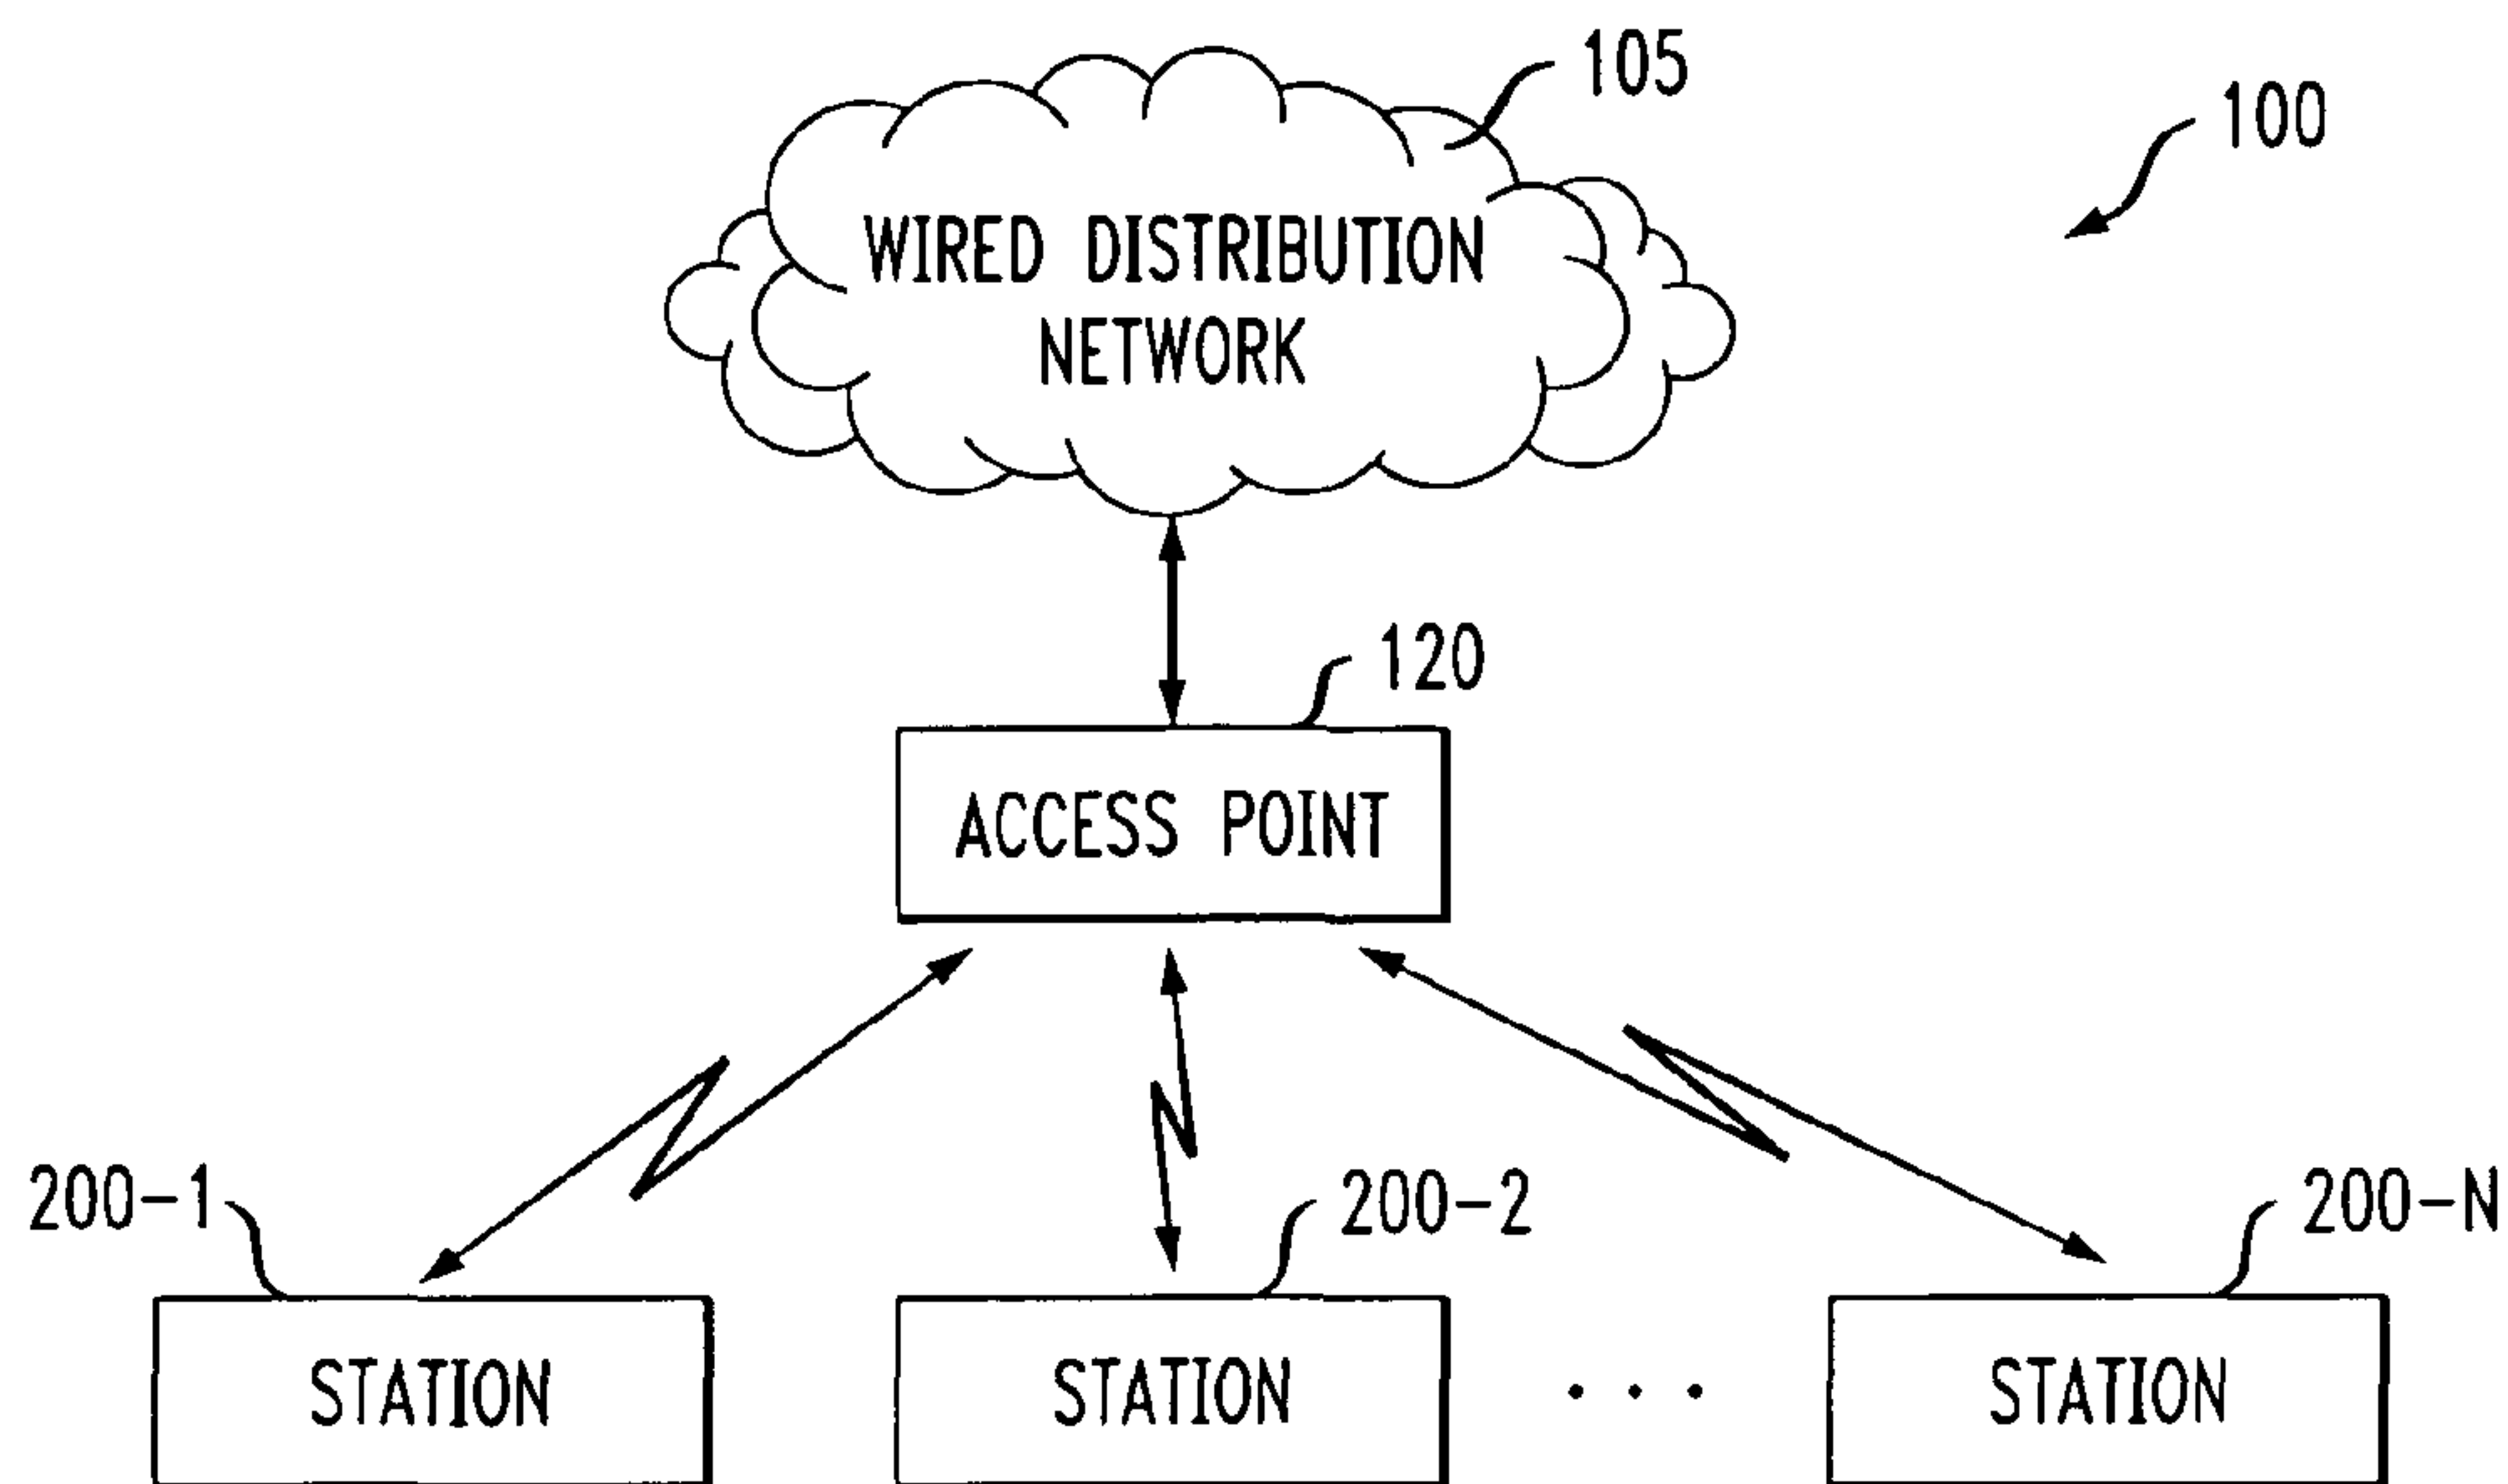 105
100
WIRED DISTRIBUTION
NETWORK
120
ACCESS POINT
200-1
200-2
200-N
STATION
STATION
. . .
STATION